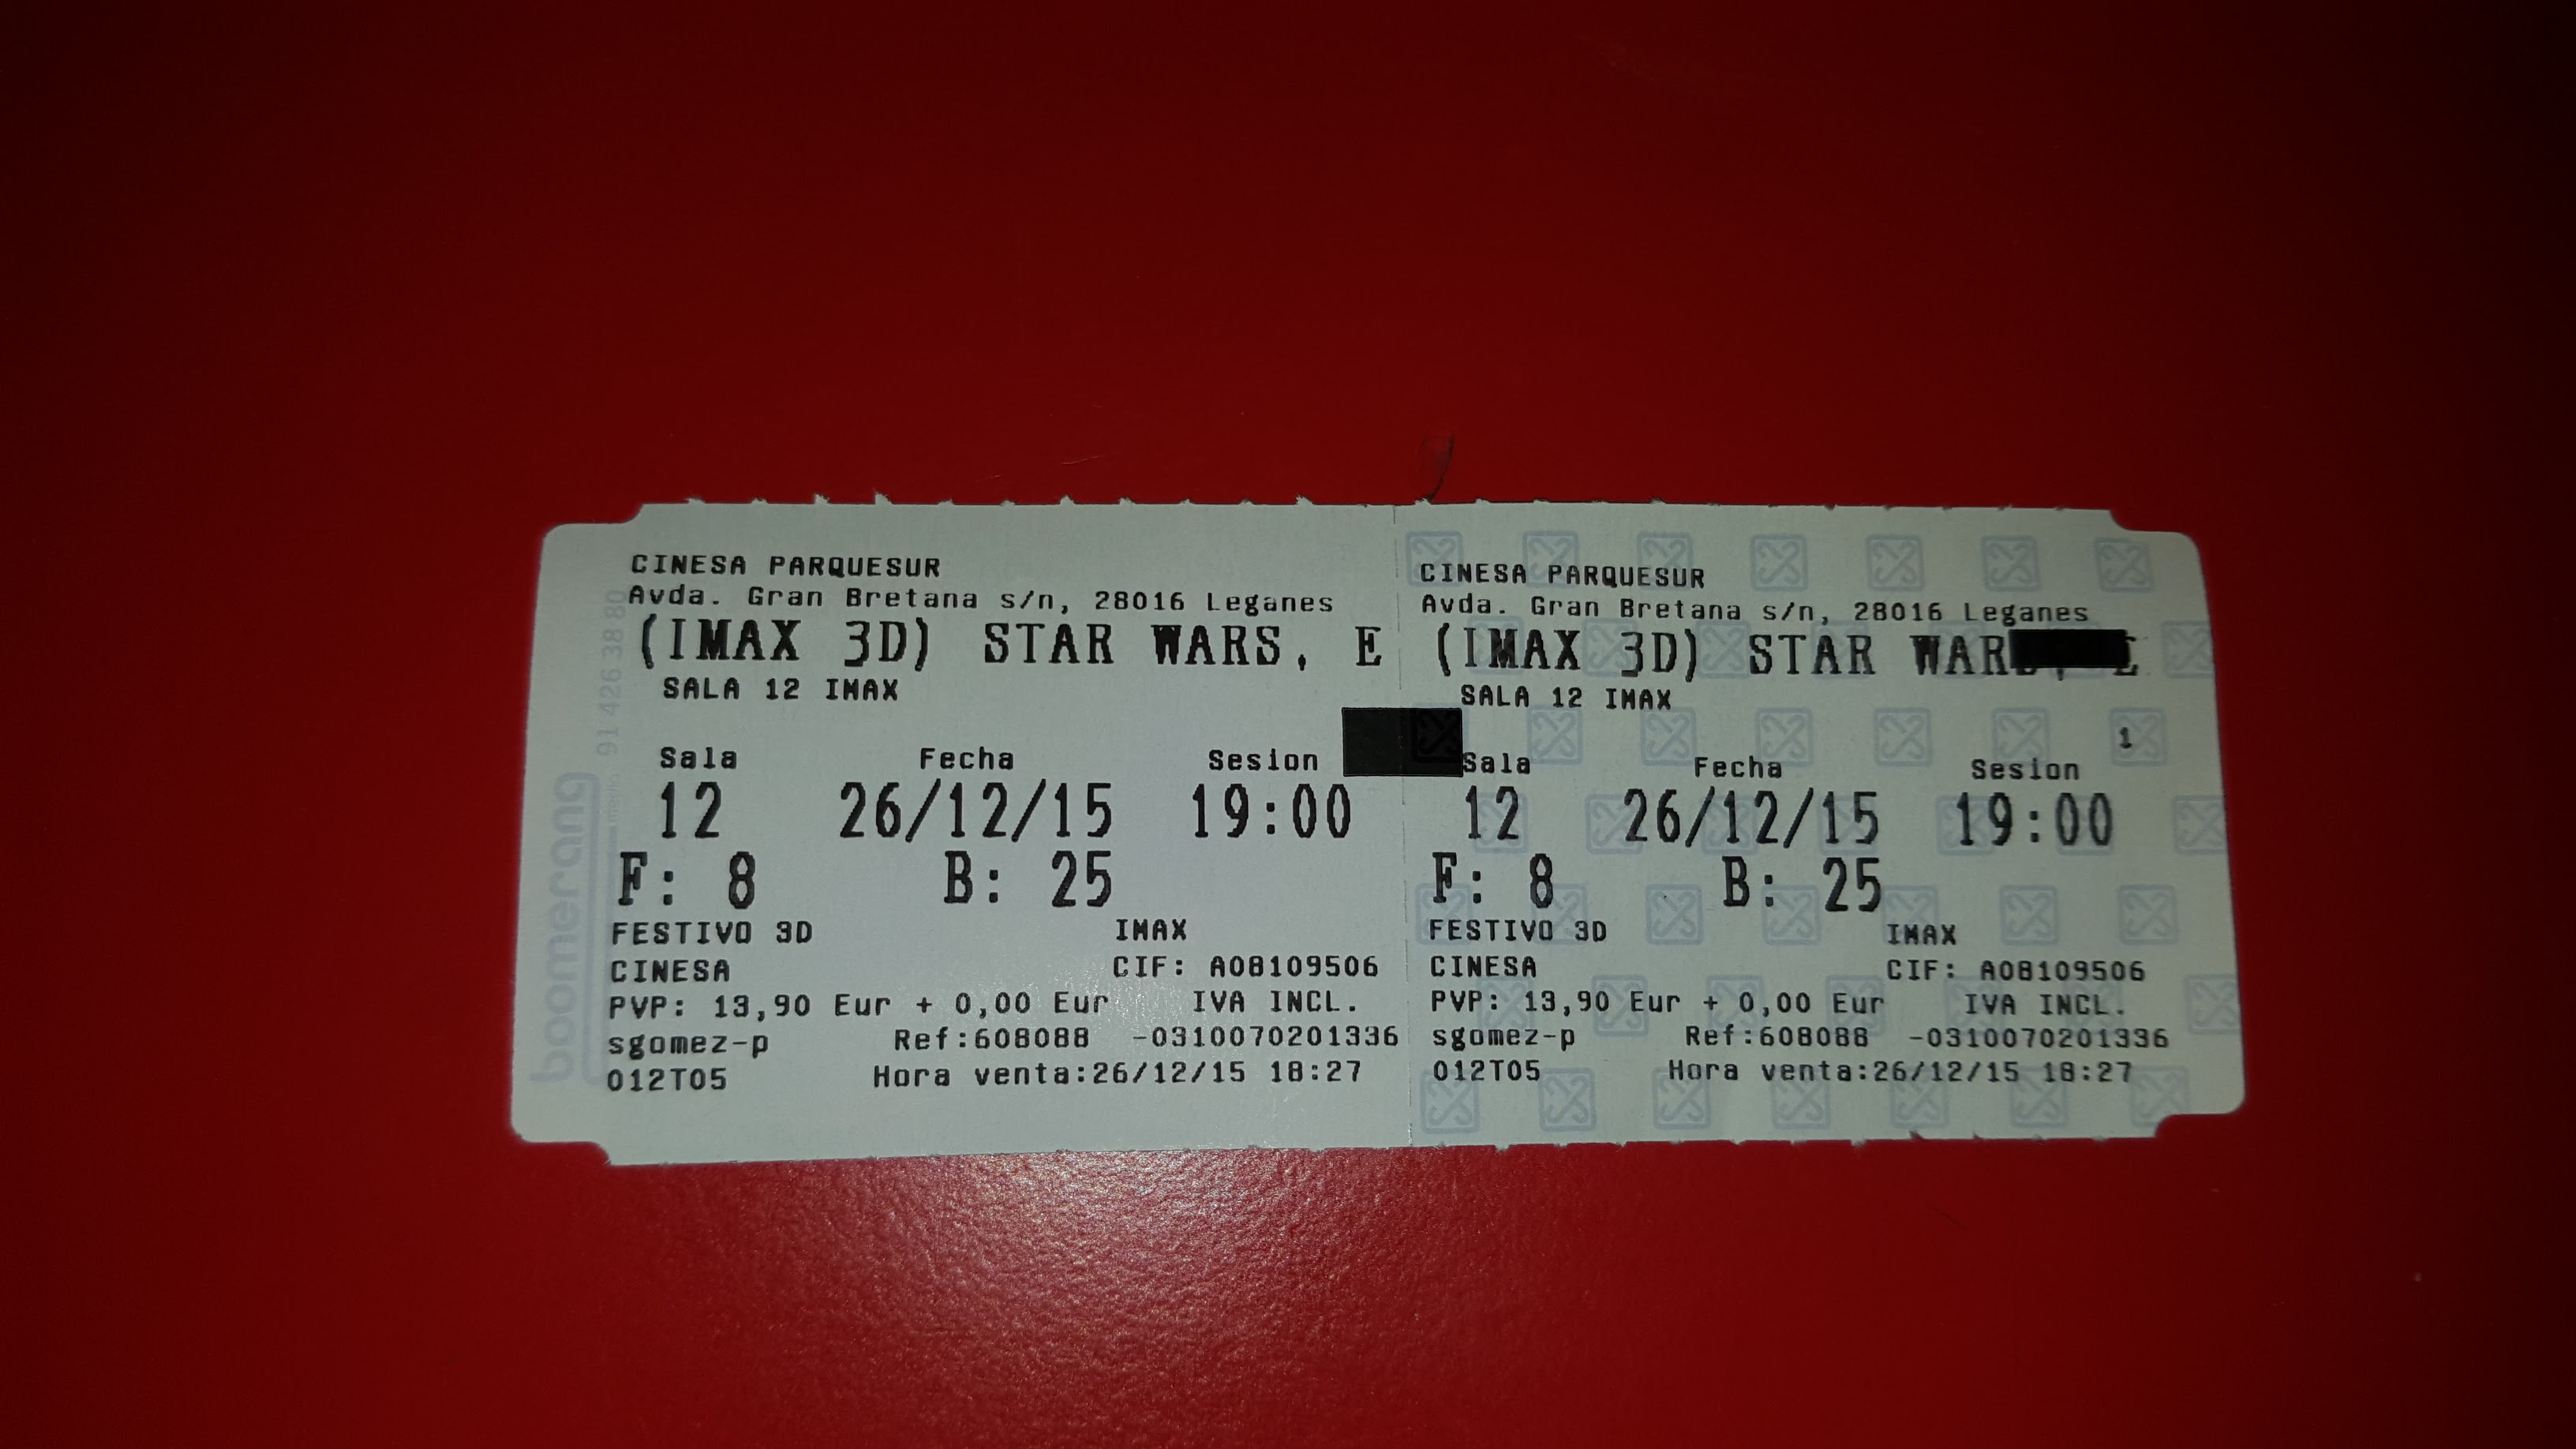 CINESA PARQUESUR
Avda. Gran Bretana s/n, 28016 Leganes
(IMAX 3D) STAR WARS, E
SALA 12 IMAX
Sala Fecha Sesion
12 26/12/15 19:00
F: 8 B: 25
FESTIVO 3D IMAX
CINESA CIF: A08109506
PVP: 13,90 Eur + 0,00 Eur IVA INCL.
sgomez-p Ref:608088 -0310070201336
012T05 Hora venta:26/12/15 18:27
boomerang
91 426 38 80
CINESA PARQUESUR
Avda. Gran Bretana s/n, 28016 Leganes
(IMAX 3D) STAR WAR E
SALA 12 IMAX
1
Sala Fecha Sesion
12 26/12/15 19:00
F: 8 B: 25
FESTIVO 3D IMAX
CINESA CIF: A08109506
PVP: 13,90 Eur + 0,00 Eur IVA INCL.
sgomez-p Ref:608088 -0310070201336
012T05 Hora venta:26/12/15 18:27